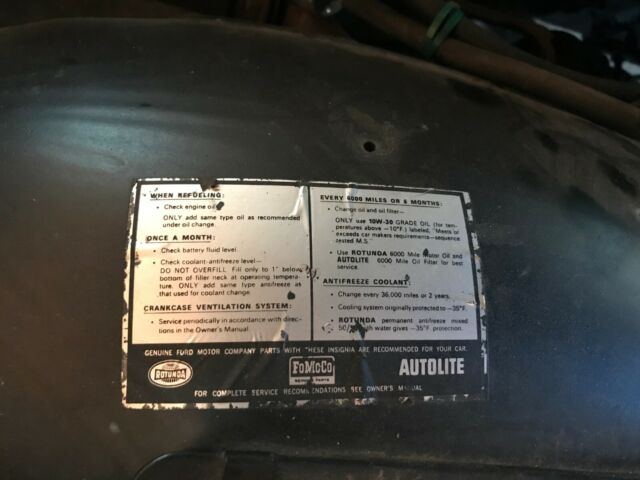 WHEN REFUELING:
• Check engine oil
ONLY add same type oil as recommended
under oil change.
ONCE A MONTH:
• Check battery fluid level
• Check coolant-antifreeze level—
DO NOT OVERFILL. Fill only to 1" below
bottom of filler neck at operating tempera-
ture. ONLY add same type antifreeze as
that used for coolant change.
CRANKCASE VENTILATION SYSTEM:
• Service periodically in accordance with direc-
tions in the Owner's Manual.
EVERY 6000 MILES OR 6 MONTHS:
• Change oil and oil filter—
ONLY use 10W-30 GRADE OIL (for tem-
peratures above —10°F.) labeled, "Meets or
exceeds car makers requirements—sequence
tested M.S."
• Use ROTUNDA 6000 Mile Motor Oil and
AUTOLITE 6000 Mile Oil Filter for best
service.
ANTIFREEZE COOLANT:
• Change every 36,000 miles or 2 years.
• Cooling system originally protected to —35°F.
• ROTUNDA permanent antifreeze mixed
50/ with water gives —35°F. protection.
GENUINE FORD MOTOR COMPANY PARTS WITH THESE INSIGNIA ARE RECOMMENDED FOR YOUR CAR.
ROTUNDA
FoMoCo
GENUINE PARTS
AUTOLITE
FOR COMPLETE SERVICE RECOMMENDATIONS SEE OWNER'S MANUAL